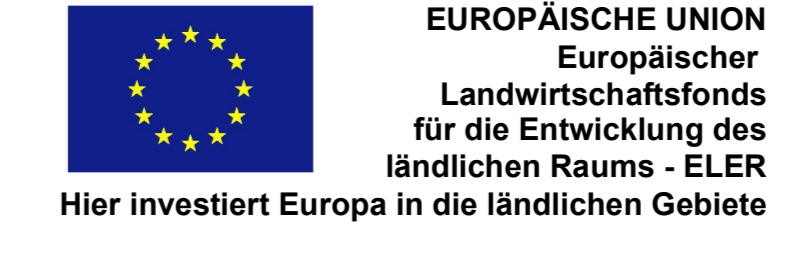 EUROPÄISCHE UNION
Europäischer
Landwirtschaftsfonds
für die Entwicklung des
ländlichen Raums - ELER
Hier investiert Europa in die ländlichen Gebiete